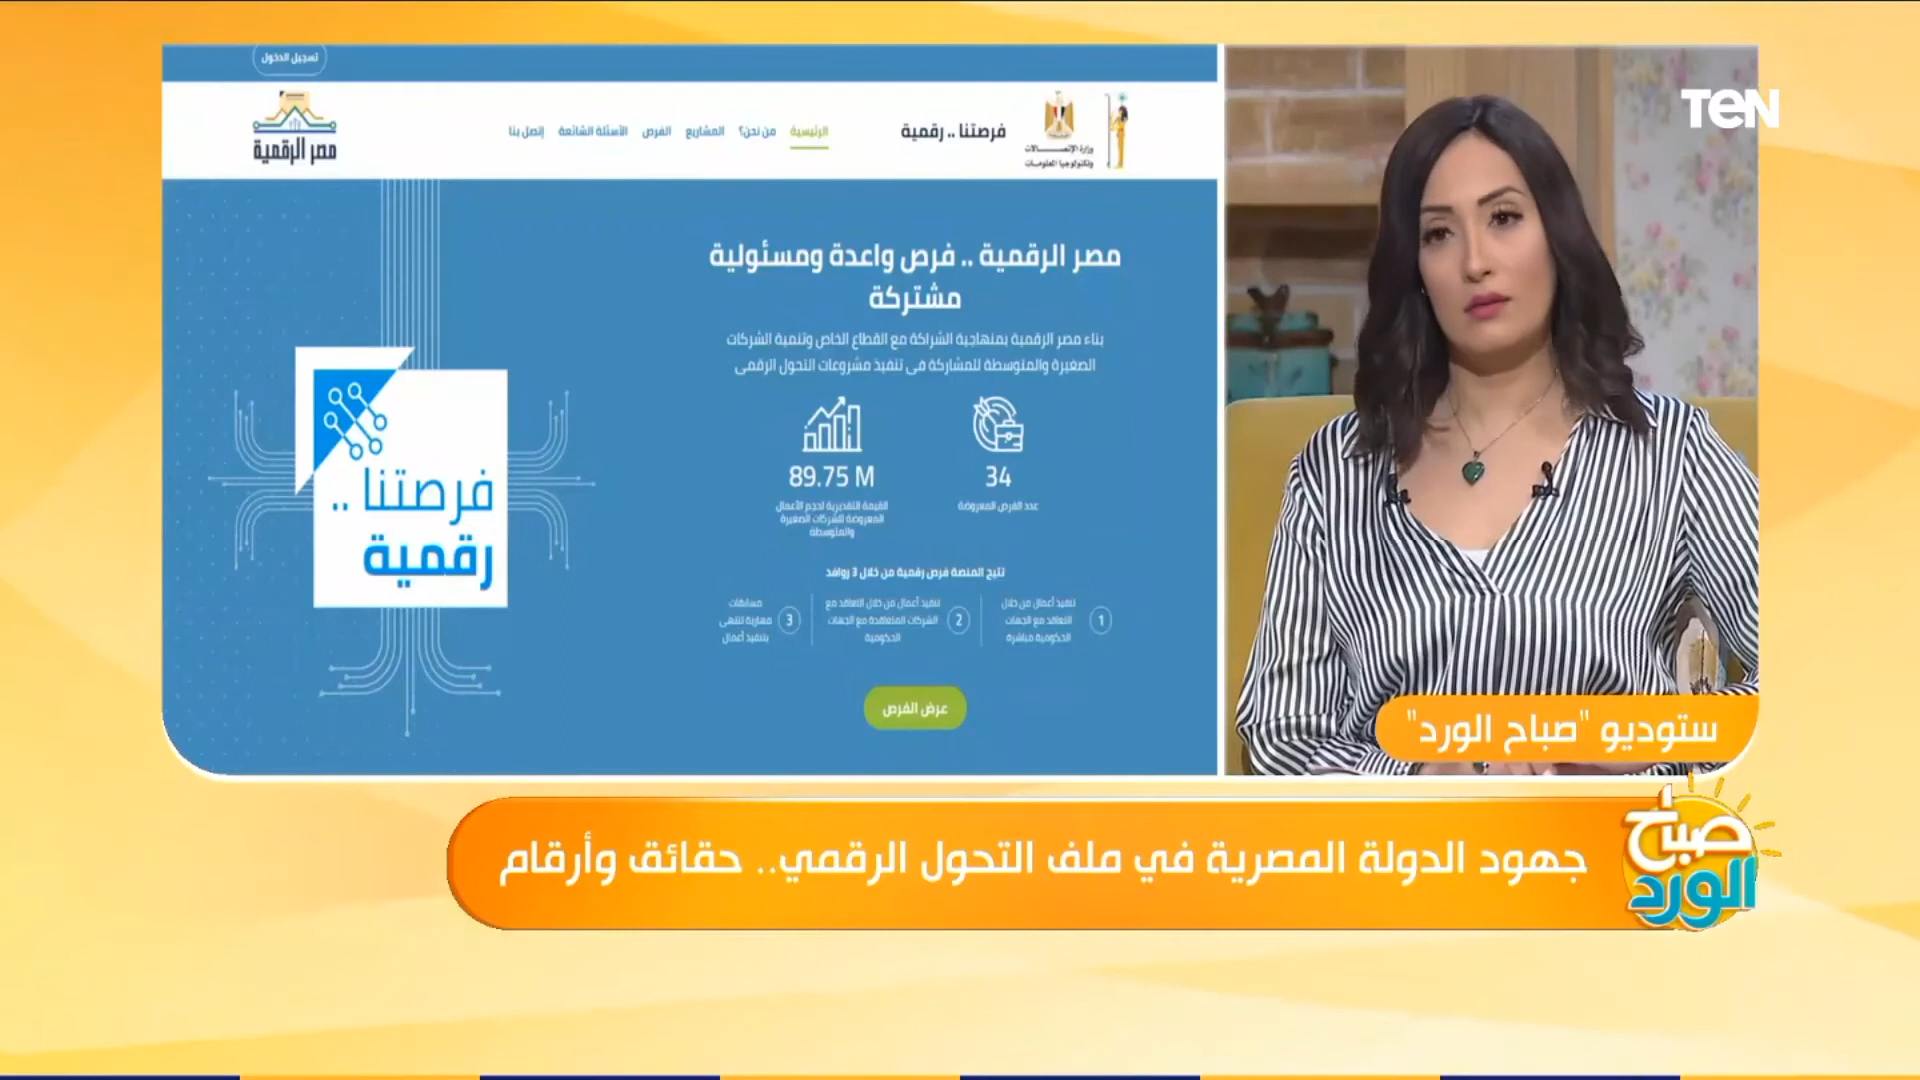 تسجيل الدخول
فرصتنا .. رقمية
الرئيسية
من نحن؟
المشاريع
الفرص
الأسئلة الشائعة
إتصل بنا
وزارة الإتصالات
وتكنولوجيا المعلومات
مصر الرقمية
TEN
مصر الرقمية .. فرص واعدة ومسئولية
مشتركة
بناء مصر الرقمية بمنهاجية الشراكة مع القطاع الخاص وتنمية الشركات
الصغيرة والمتوسطة للمشاركة فى تنفيذ مشروعات التحول الرقمى
34
عدد الفرص المعروضة
89.75 M
القيمة التقديرية لحجم الأعمال
المعروضة للشركات الصغيرة
والمتوسطة
فرصتنا ..
رقمية
تتيح المنصة فرص رقمية من خلال 3 روافد
1
تنفيذ أعمال من خلال
التعاقد مع الجهات
الحكومية مباشرة
2
تنفيذ أعمال من خلال التعاقد مع
الشركات المتعاقدة مع الجهات
الحكومية
3
مسابقات
مهارية تنتهى
بتنفيذ أعمال
عرض الفرص
ستوديو "صباح الورد"
جهود الدولة المصرية في ملف التحول الرقمي.. حقائق وأرقام
صباح
الورد